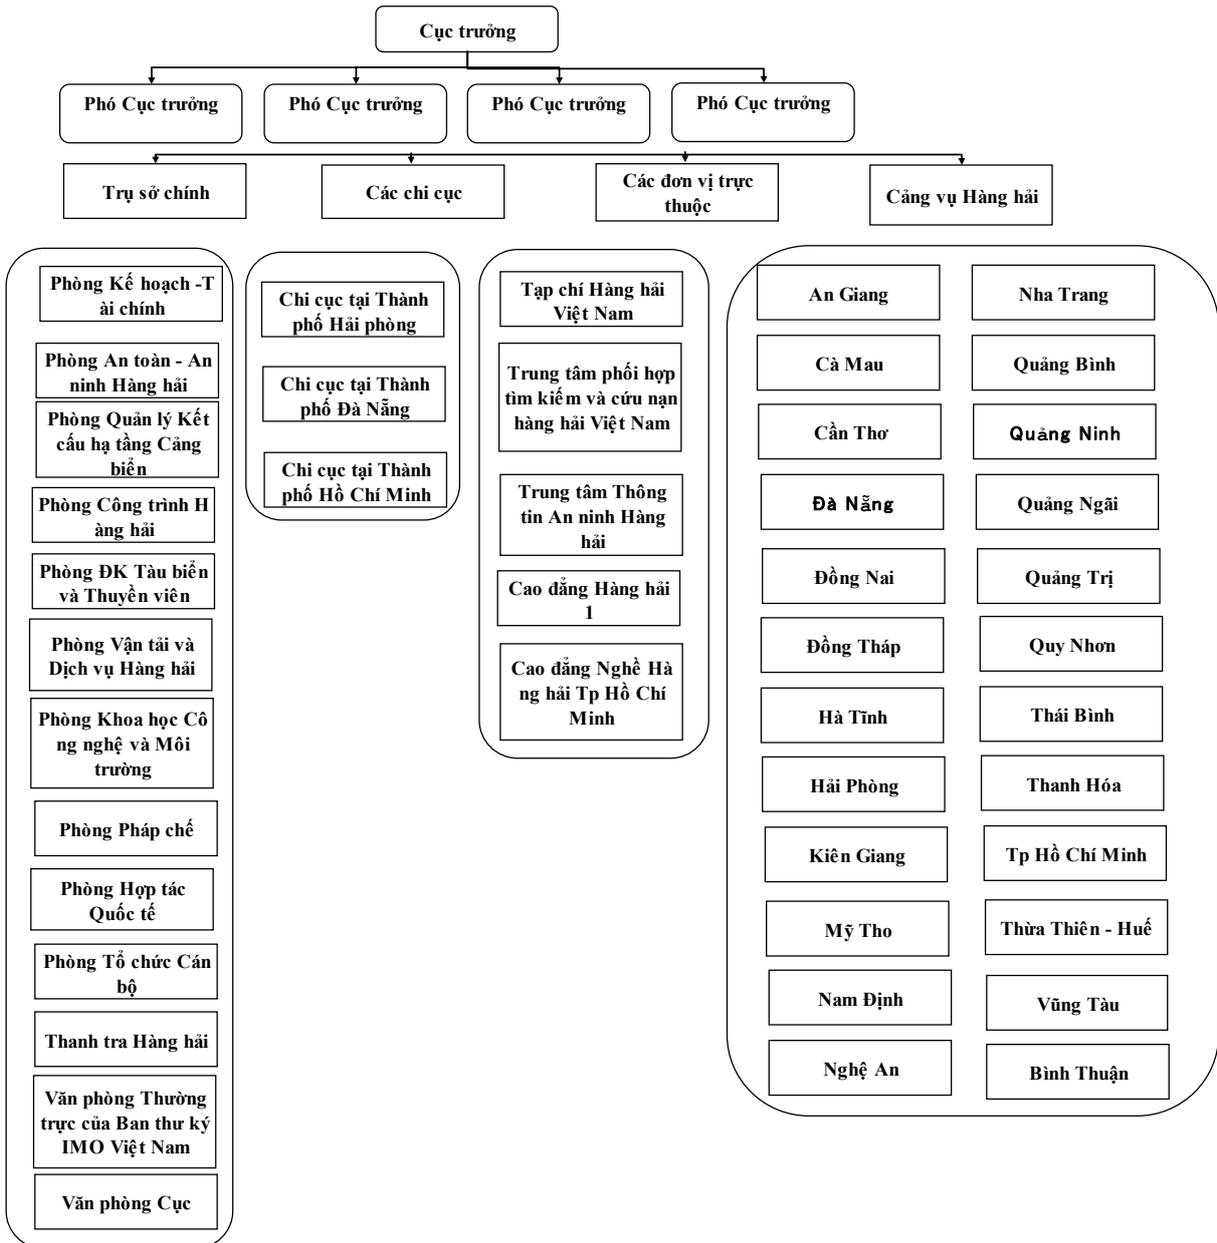 Cục trưởng
Phó Cục trưởng
Phó Cục trưởng
Phó Cục trưởng
Phó Cục trưởng
Trụ sở chính
Các chi cục
Các đơn vị trực
thuộc
Cảng vụ Hàng hải
Phòng Kế hoạch -T
ài chính
Phòng An toàn - An
ninh Hàng hải
Phòng Quản lý Kết
cấu hạ tầng Cảng
biển
Phòng Công trình H
àng hải
Phòng ĐK Tàu biển
và Thuyền viên
Phòng Vận tải và
Dịch vụ Hàng hải
Phòng Khoa học Cô
ng nghệ và Môi
trường
Phòng Pháp chế
Phòng Hợp tác
Quốc tế
Phòng Tổ chức Cán
bộ
Thanh tra Hàng hải
Văn phòng Thường
trực của Ban thư ký
IMO Việt Nam
Văn phòng Cục
Chi cục tại Thành
phố Hải phòng
Chi cục tại Thành
phố Đà Nẵng
Chi cục tại Thành
phố Hồ Chí Minh
Tạp chí Hàng hải
Việt Nam
Trung tâm phối hợp
tìm kiếm và cứu nạn
hàng hải Việt Nam
Trung tâm Thông
tin An ninh Hàng
hải
Cao đẳng Hàng hải
1
Cao đẳng Nghề Hà
ng hải Tp Hồ Chí
Minh
An Giang
Cà Mau
Cần Thơ
Đà Nẵng
Đồng Nai
Đồng Tháp
Hà Tĩnh
Hải Phòng
Kiên Giang
Mỹ Tho
Nam Định
Nghệ An
Nha Trang
Quảng Bình
Quảng Ninh
Quảng Ngãi
Quảng Trị
Quy Nhơn
Thái Bình
Thanh Hóa
Tp Hồ Chí Minh
Thừa Thiên - Huế
Vũng Tàu
Bình Thuận